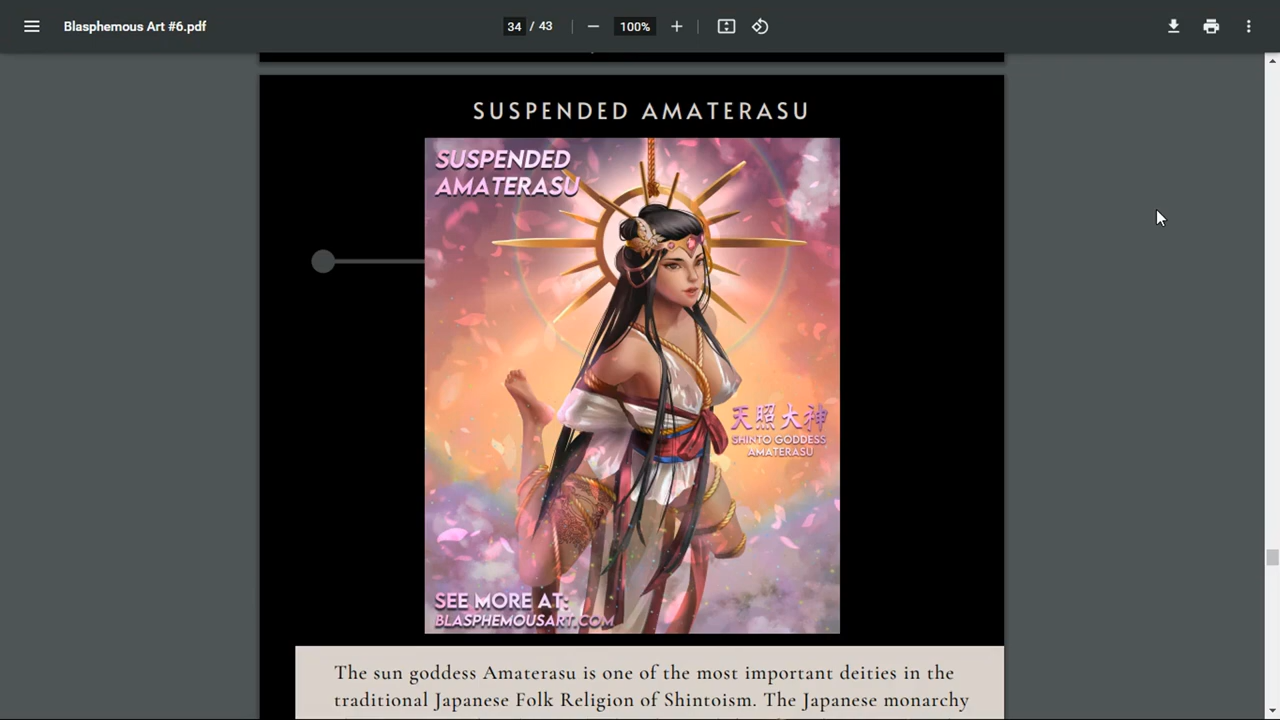 Blasphemous Art #6.pdf
34 / 43
100%
SUSPENDED AMATERASU
SUSPENDED
AMATERASU
天照大神
SHINTO GODDESS
AMATERASU
SEE MORE AT:
BLASPHEMOUSART.COM
The sun goddess Amaterasu is one of the most important deities in the
traditional Japanese Folk Religion of Shintoism. The Japanese monarchy